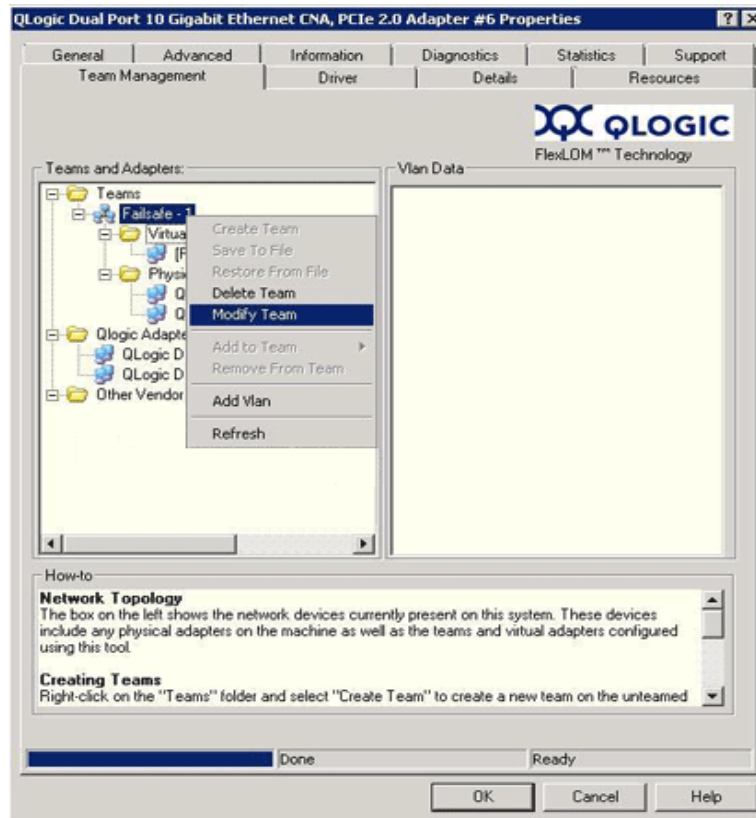 QLogic Dual Port 10 Gigabit Ethernet CNA, PCIe 2.0 Adapter #6 Properties
General Advanced Information Diagnostics Statistics Support
Team Management Driver Details Resources
QLOGIC
FlexLOM ™ Technology
Teams and Adapters:
Vlan Data
Teams
Failsafe - 1
Virtua
[F
Physi
Q
Q
Qlogic Adapte
QLogic D
QLogic D
Other Vendor
Create Team
Save To File
Restore From File
Delete Team
Modify Team
Add to Team
Remove From Team
Add Vlan
Refresh
How-to
Network Topology
The box on the left shows the network devices currently present on this system. These devices
include any physical adapters on the machine as well as the teams and virtual adapters configured
using this tool.
Creating Teams
Right-click on the "Teams" folder and select "Create Team" to create a new team on the unteamed
Done
Ready
OK Cancel Help